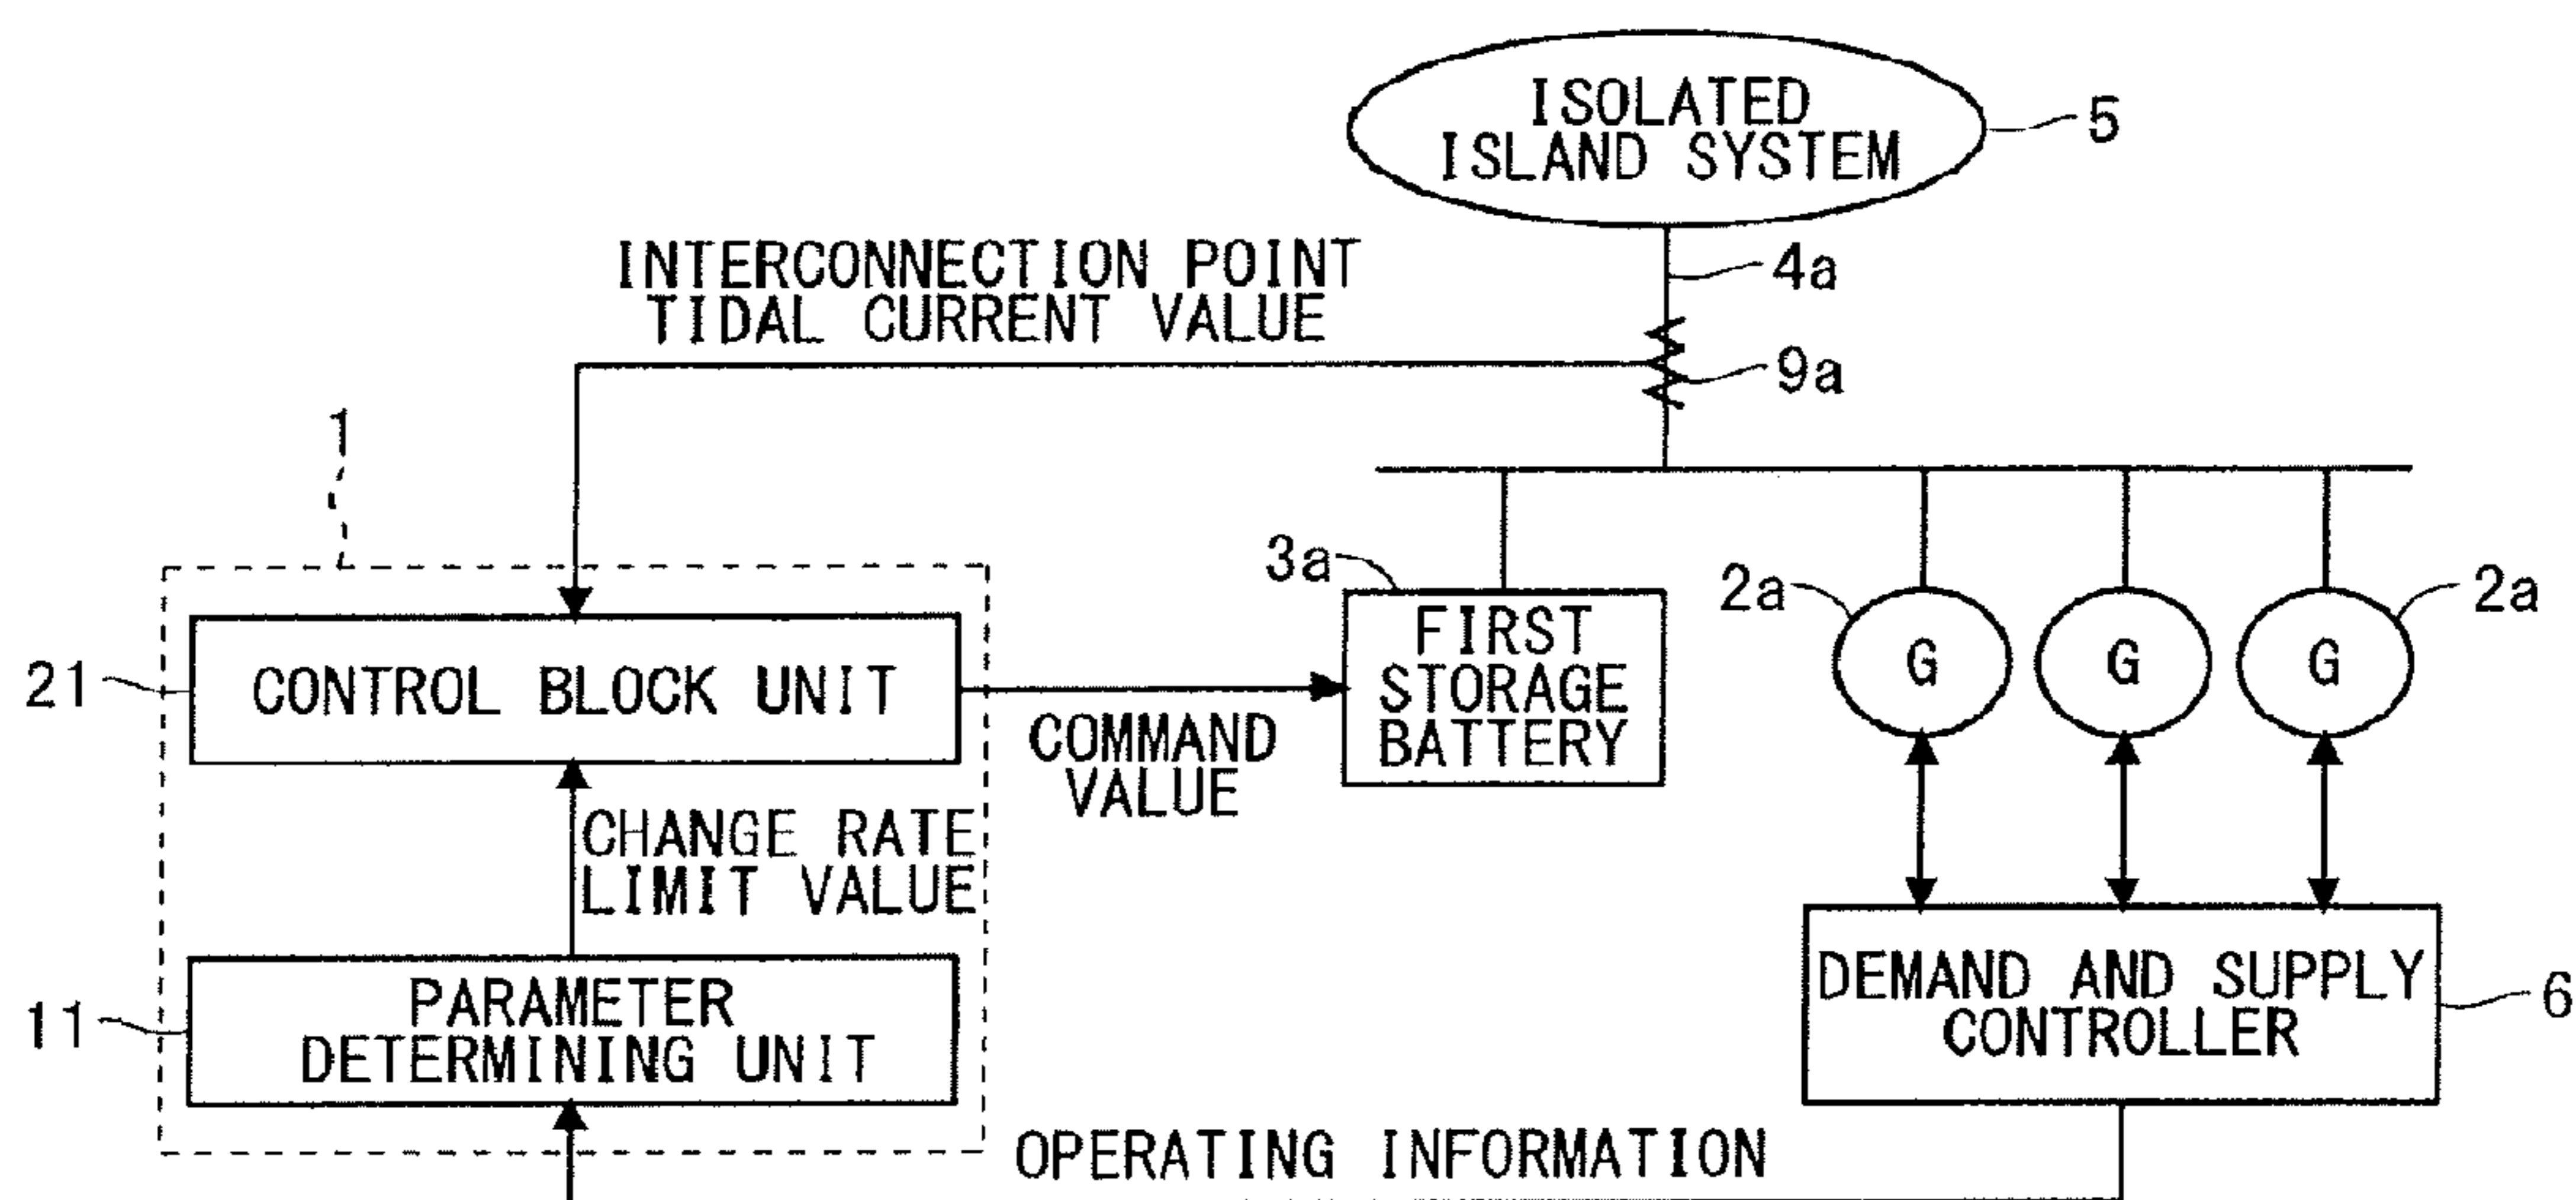 ISOLATED
ISLAND SYSTEM
5
INTERCONNECTION POINT
TIDAL CURRENT VALUE
4a
9a
1
3a
2a
2a
21
CONTROL BLOCK UNIT
FIRST
STORAGE
BATTERY
G
G
G
COMMAND
VALUE
CHANGE RATE
LIMIT VALUE
11
PARAMETER
DETERMINING UNIT
DEMAND AND SUPPLY
CONTROLLER
6
OPERATING INFORMATION